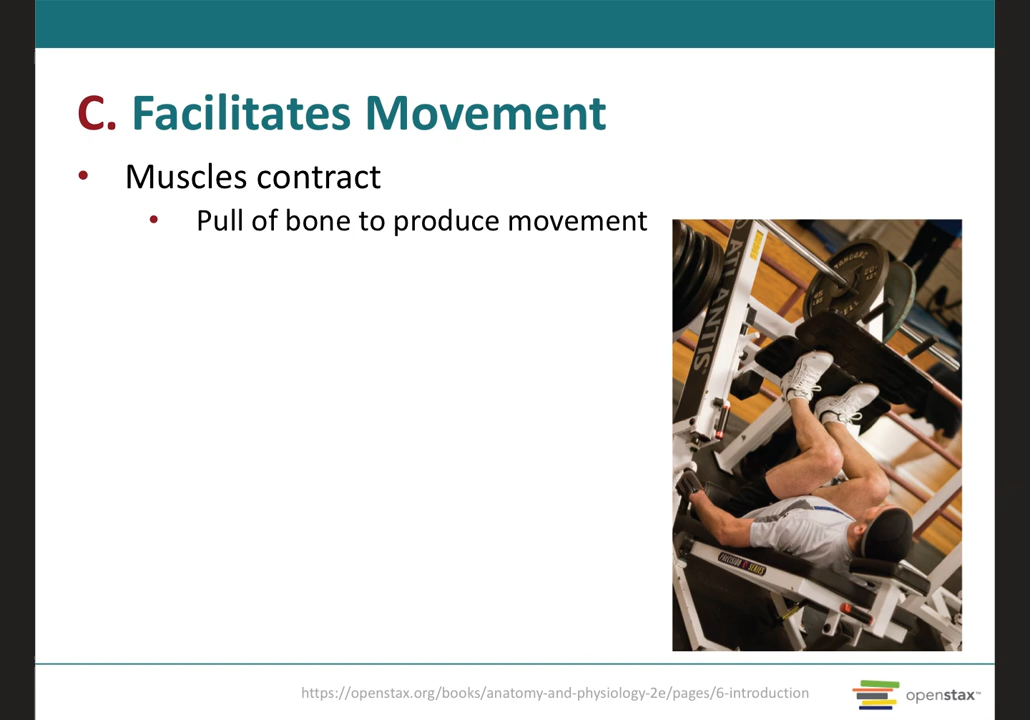 C. Facilitates Movement
• Muscles contract
• Pull of bone to produce movement
ATLANTIS
https://openstax.org/books/anatomy-and-physiology-2e/pages/6-introduction
openstax™